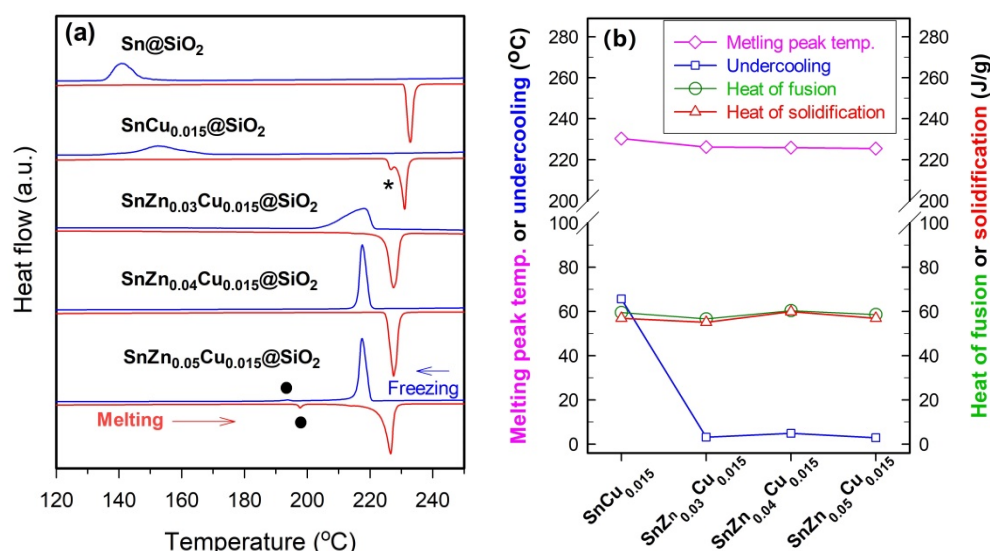 (a)
Sn@SiO₂
SnCu₀.₀₁₅@SiO₂
*
SnZn₀.₀₃Cu₀.₀₁₅@SiO₂
SnZn₀.₀₄Cu₀.₀₁₅@SiO₂
SnZn₀.₀₅Cu₀.₀₁₅@SiO₂
Freezing
Melting
Heat flow (a.u.)
120 140 160 180 200 220 240
Temperature (°C)
(b)
Metling peak temp.
Undercooling
Heat of fusion
Heat of solidification
Melting peak temp. or undercooling (°C)
280
260
240
220
200
100
80
60
40
20
0
280
260
240
220
200
100
80
60
40
20
0
Heat of fusion or solidification (J/g)
SnCu₀.₀₁₅
SnZn₀.₀₃Cu₀.₀₁₅
SnZn₀.₀₄Cu₀.₀₁₅
SnZn₀.₀₅Cu₀.₀₁₅